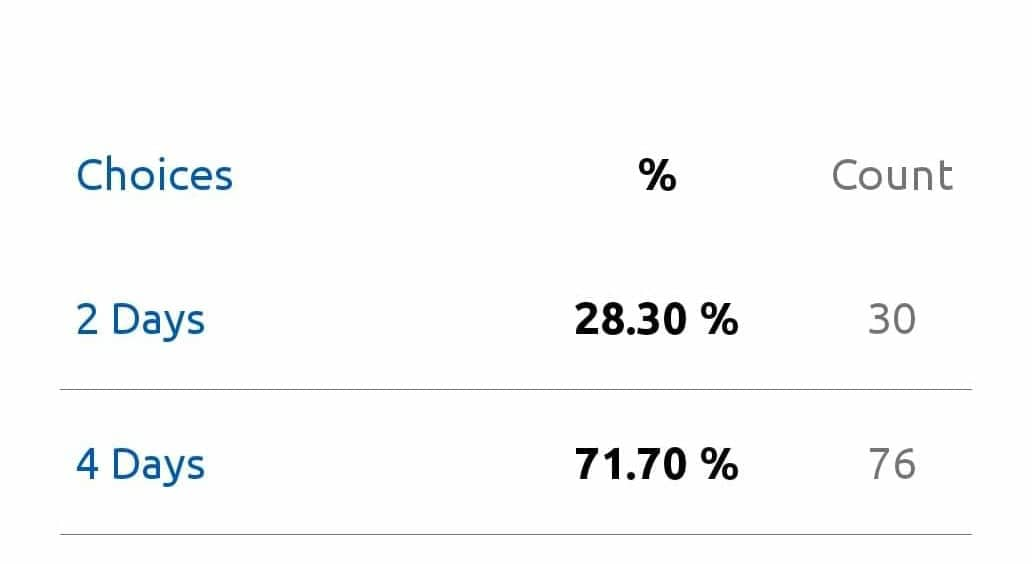 Choices % Count
2 Days 28.30 % 30
4 Days 71.70 % 76